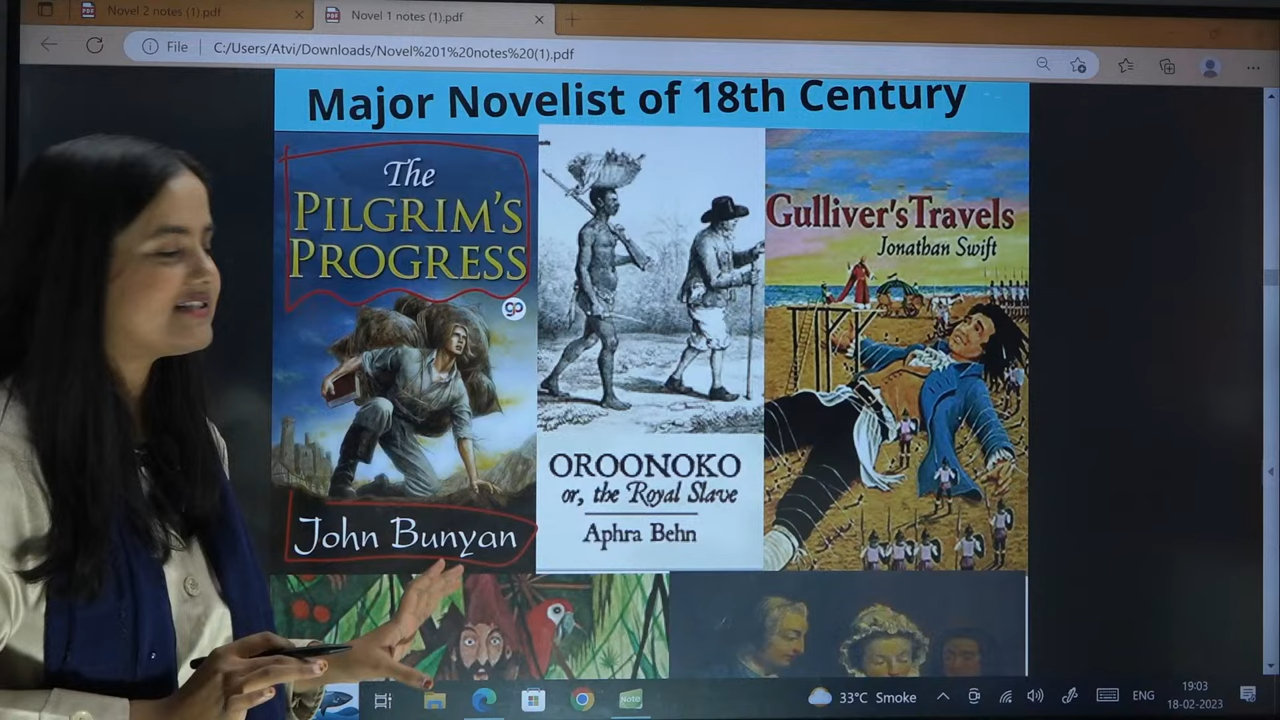 Novel 2 notes (1).pdf
Novel 1 notes (1).pdf
File
C:/Users/Atvi/Downloads/Novel%201%20notes%20(1).pdf
Major Novelist of 18th Century
The
PILGRIM'S
PROGRESS
gp
John Bunyan
OROONOKO
or, the Royal Slave
Aphra Behn
Gulliver's Travels
Jonathan Swift
Note
33°C Smoke
ENG
19:03
18-02-2023